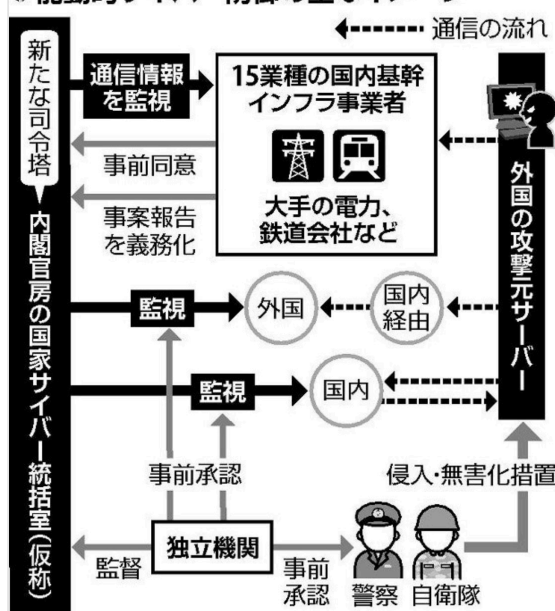 通信の流れ
新たな司令塔
内閣官房の国家サイバー統括室(仮称)
通信情報
を監視
15業種の国内基幹
インフラ事業者
大手の電力、
鉄道会社など
事前同意
事案報告
を義務化
外国の攻撃元サーバー
監視
外国
国内
経由
監視
国内
事前承認
侵入・無害化措置
監督
独立機関
事前
承認
警察
自衛隊